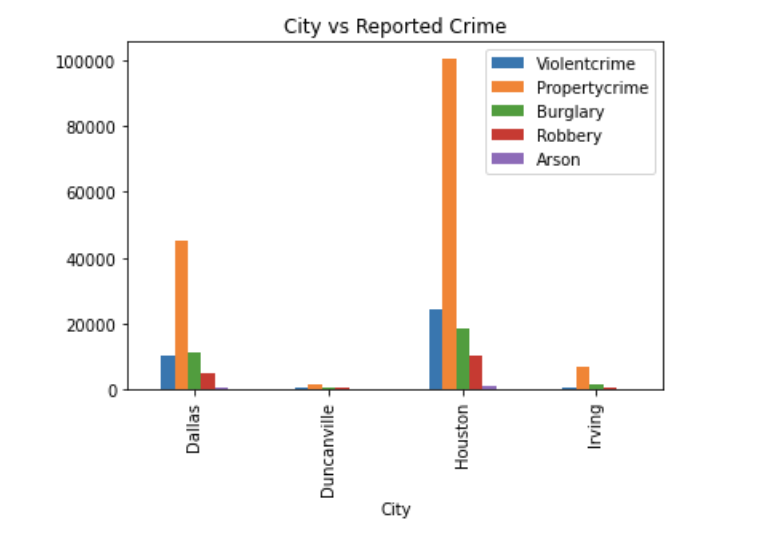 City vs Reported Crime
100000
80000
60000
40000
20000
0
Violentcrime
Propertycrime
Burglary
Robbery
Arson
Dallas
Duncanville
Houston
Irving
City